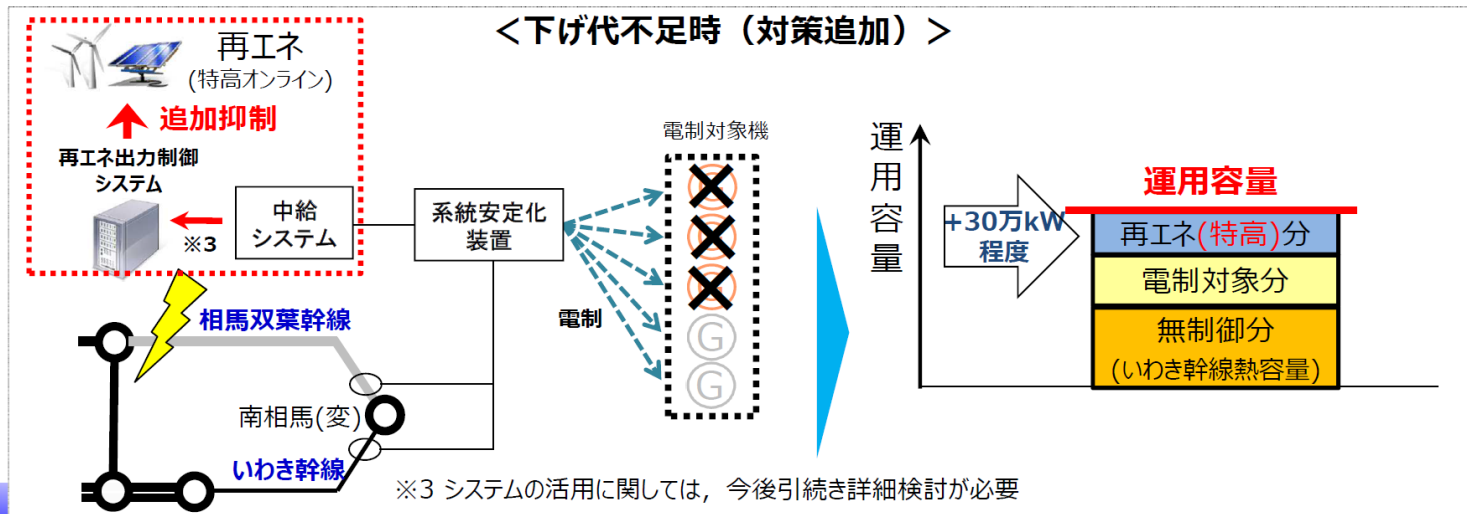 <下げ代不足時（対策追加）>
再エネ
(特高オンライン)
追加抑制
再エネ出力制御
システム
※3
中給
システム
系統安定化
装置
電制対象機
G
G
G
G
G
電制
相馬双葉幹線
南相馬(変)
いわき幹線
運用容量
+30万kW
程度
運用容量
再エネ(特高)分
電制対象分
無制御分
(いわき幹線熱容量)
※3 システムの活用に関しては，今後引続き詳細検討が必要